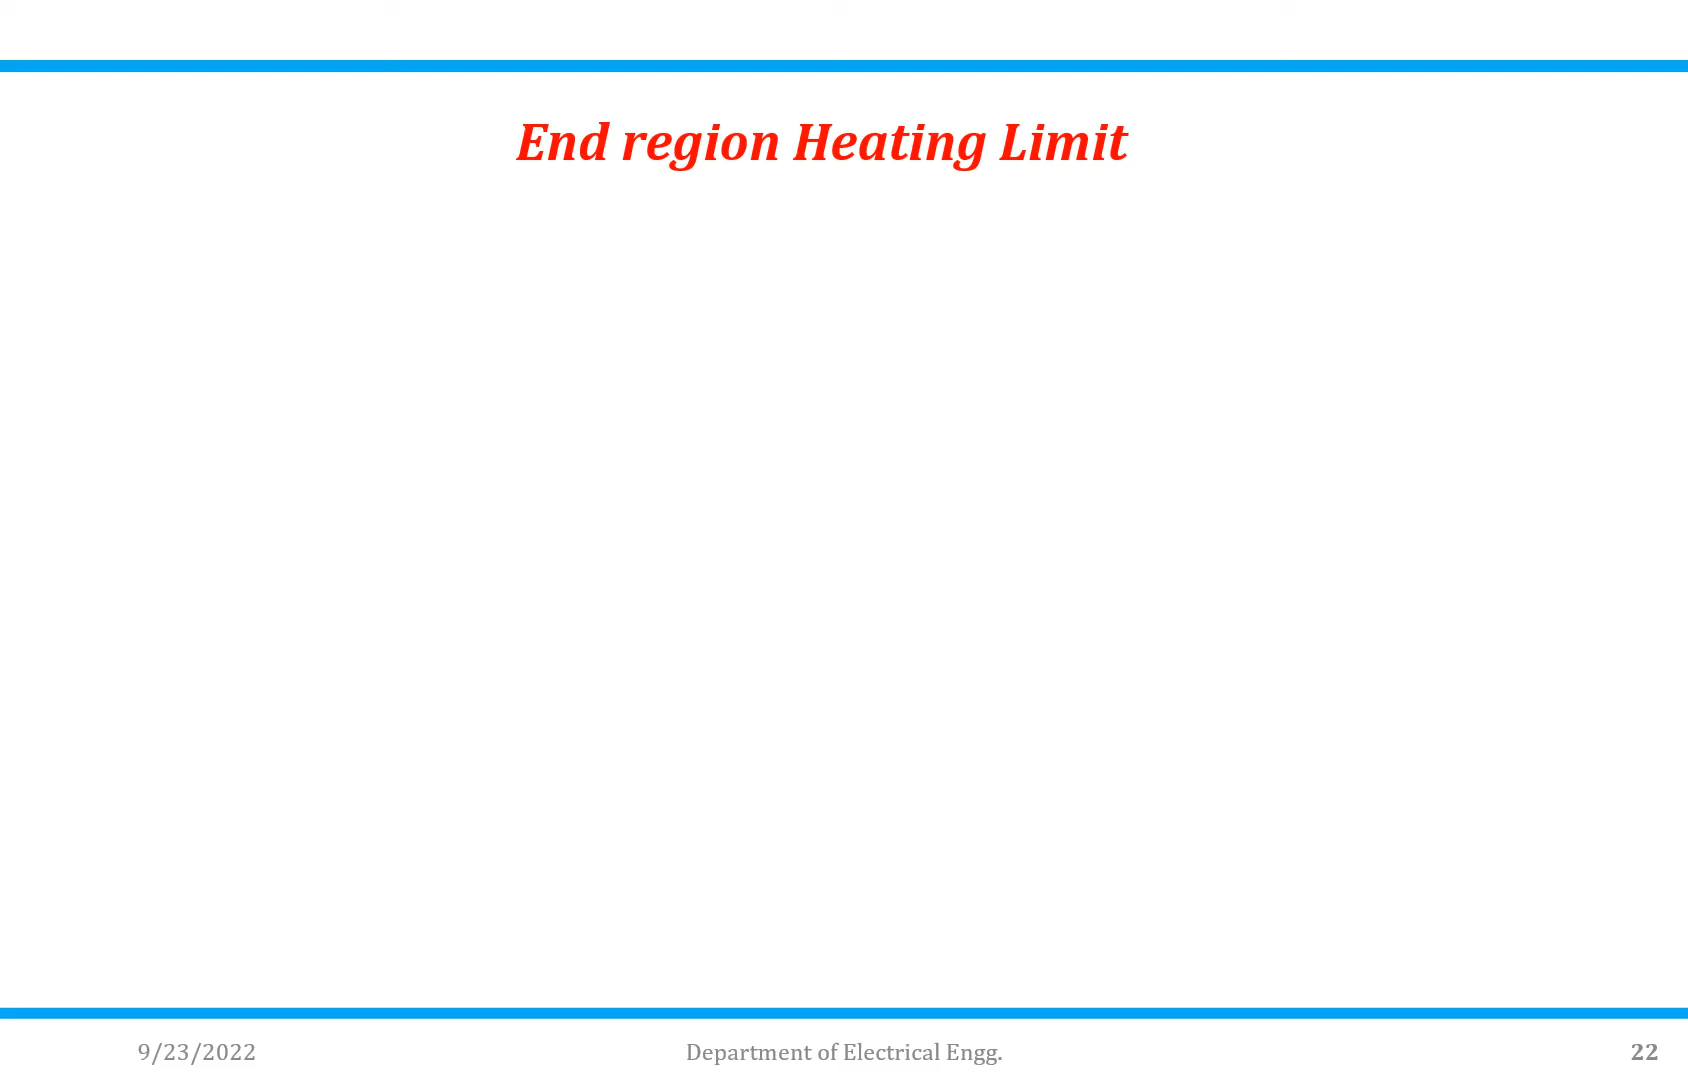 End region Heating Limit
9/23/2022
Department of Electrical Engg.
22